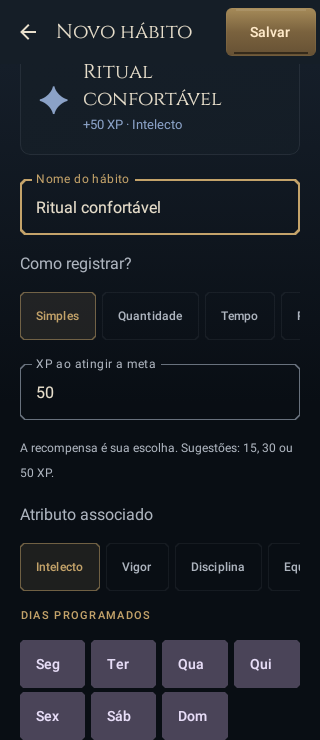 Novo hábito
Salvar
Ritual
confortável
+50 XP · Intelecto
Nome do hábito
Ritual confortável
Como registrar?
Simples
Quantidade
Tempo
XP ao atingir a meta
50
A recompensa é sua escolha. Sugestões: 15, 30 ou
50 XP.
Atributo associado
Intelecto
Vigor
Disciplina
DIAS PROGRAMADOS
Seg
Ter
Qua
Qui
Sex
Sáb
Dom